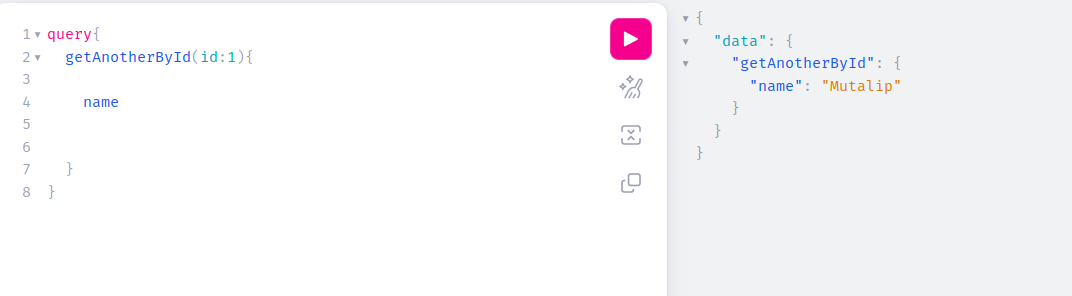 1 query{
2 getAnotherById(id:1){
3
4 name
5
6
7 }
8 }
{
"data": {
"getAnotherById": {
"name": "Mutalip"
}
}
}